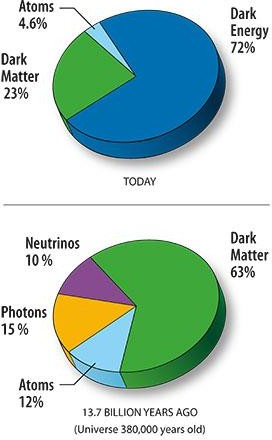 Atoms
4.6%
Dark
Energy
72%
Dark
Matter
23%
TODAY
Neutrinos
10 %
Dark
Matter
63%
Photons
15 %
Atoms
12%
13.7 BILLION YEARS AGO
(Universe 380,000 years old)